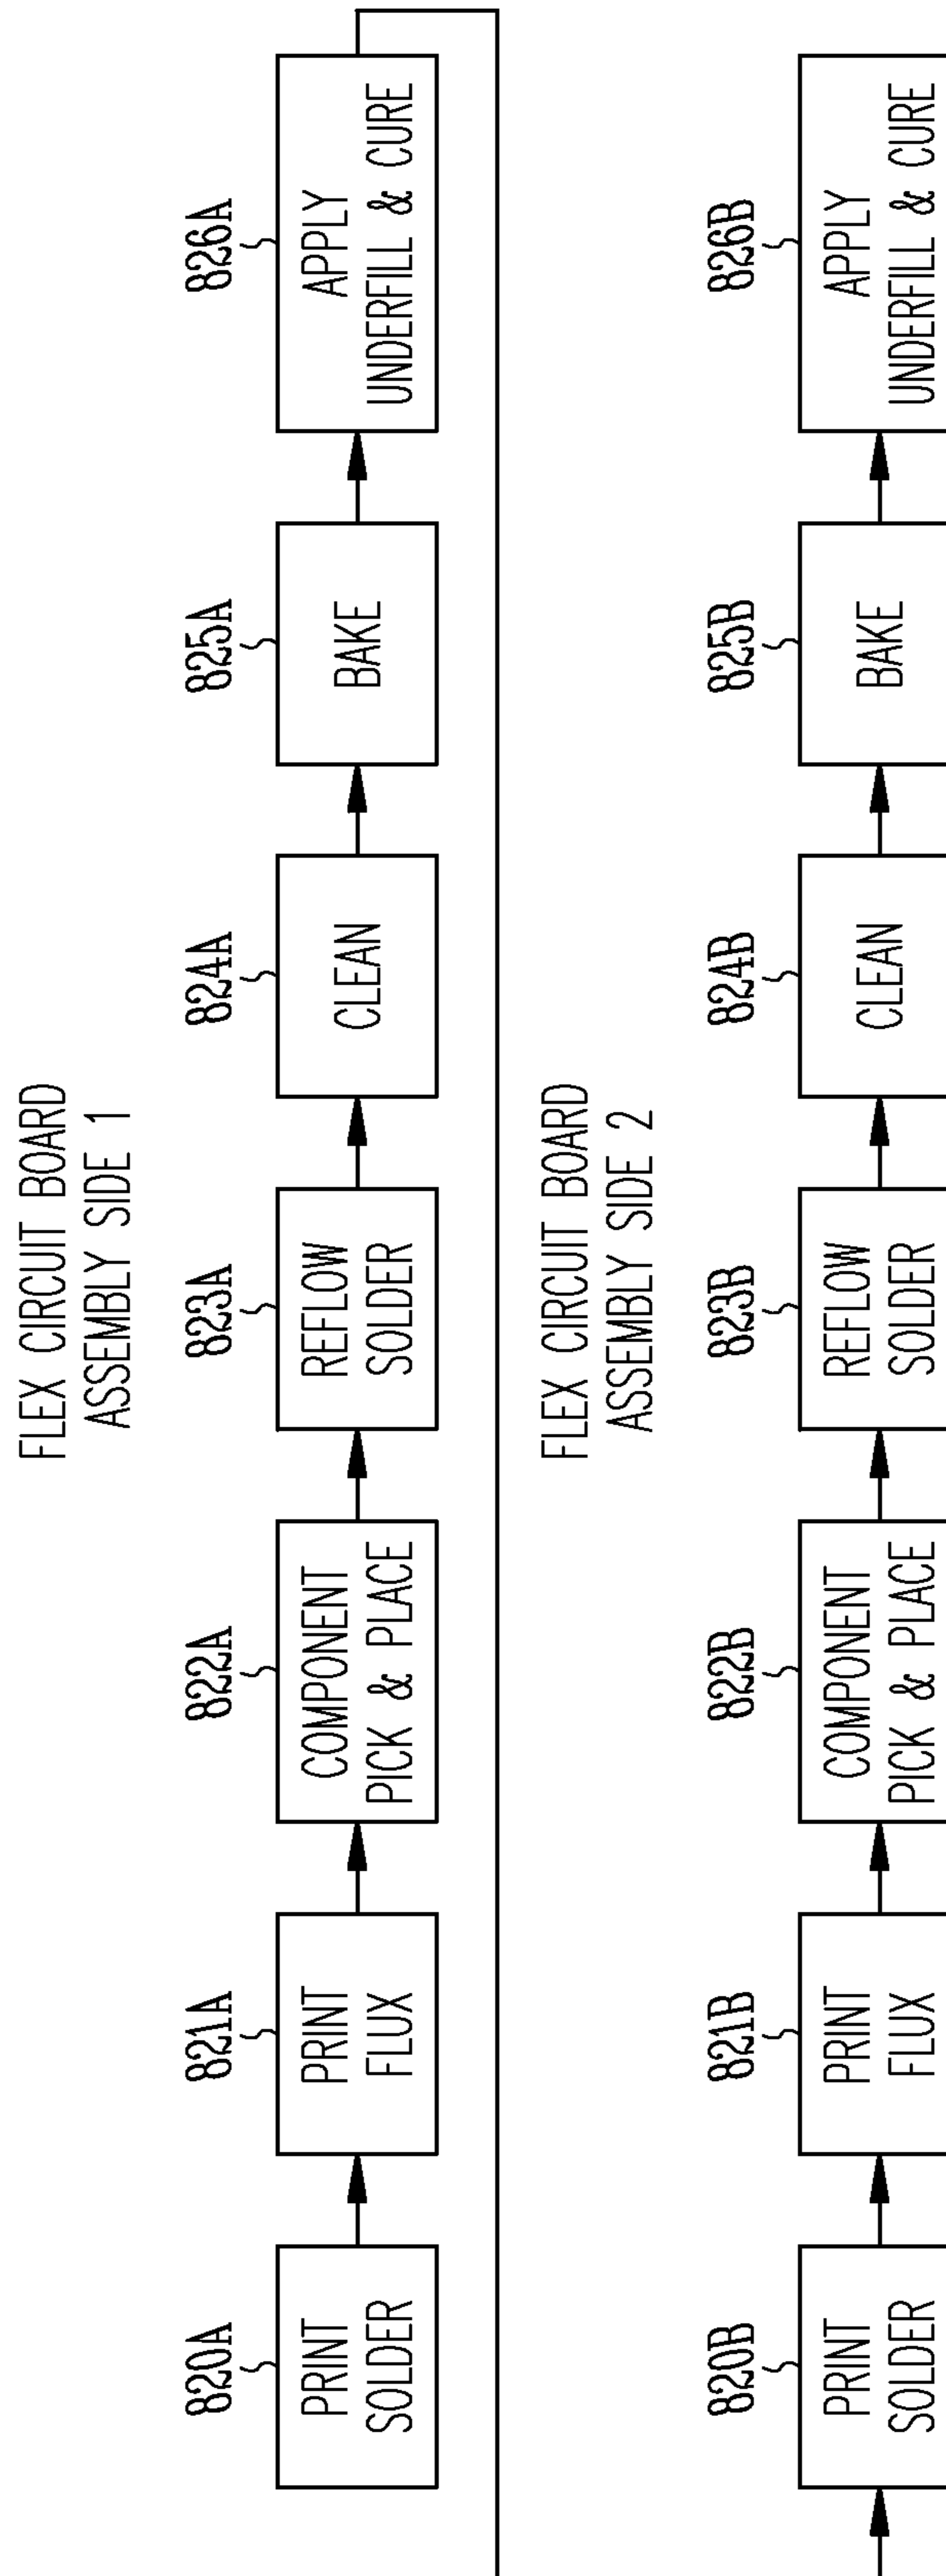 FLEX CIRCUIT BOARD
ASSEMBLY SIDE 1
820A
821A
822A
823A
824A
825A
826A
PRINT
SOLDER
PRINT
FLUX
COMPONENT
PICK & PLACE
REFLOW
SOLDER
CLEAN
BAKE
APPLY
UNDERFILL & CURE
FLEX CIRCUIT BOARD
ASSEMBLY SIDE 2
820B
821B
822B
823B
824B
825B
826B
PRINT
SOLDER
PRINT
FLUX
COMPONENT
PICK & PLACE
REFLOW
SOLDER
CLEAN
BAKE
APPLY
UNDERFILL & CURE